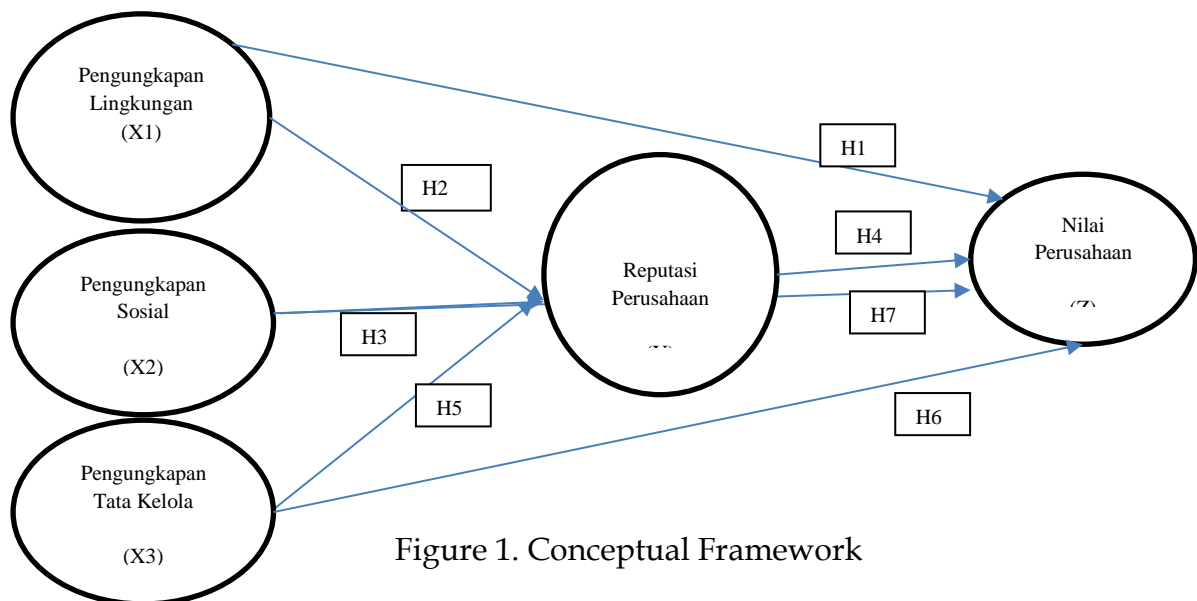 Pengungkapan
Lingkungan
(X1)
H1
H2
Reputasi
Perusahaan
H4
H7
Nilai
Perusahaan
Pengungkapan
Sosial
(X2)
H3
H5
H6
Pengungkapan
Tata Kelola
(X3)
Figure 1. Conceptual Framework